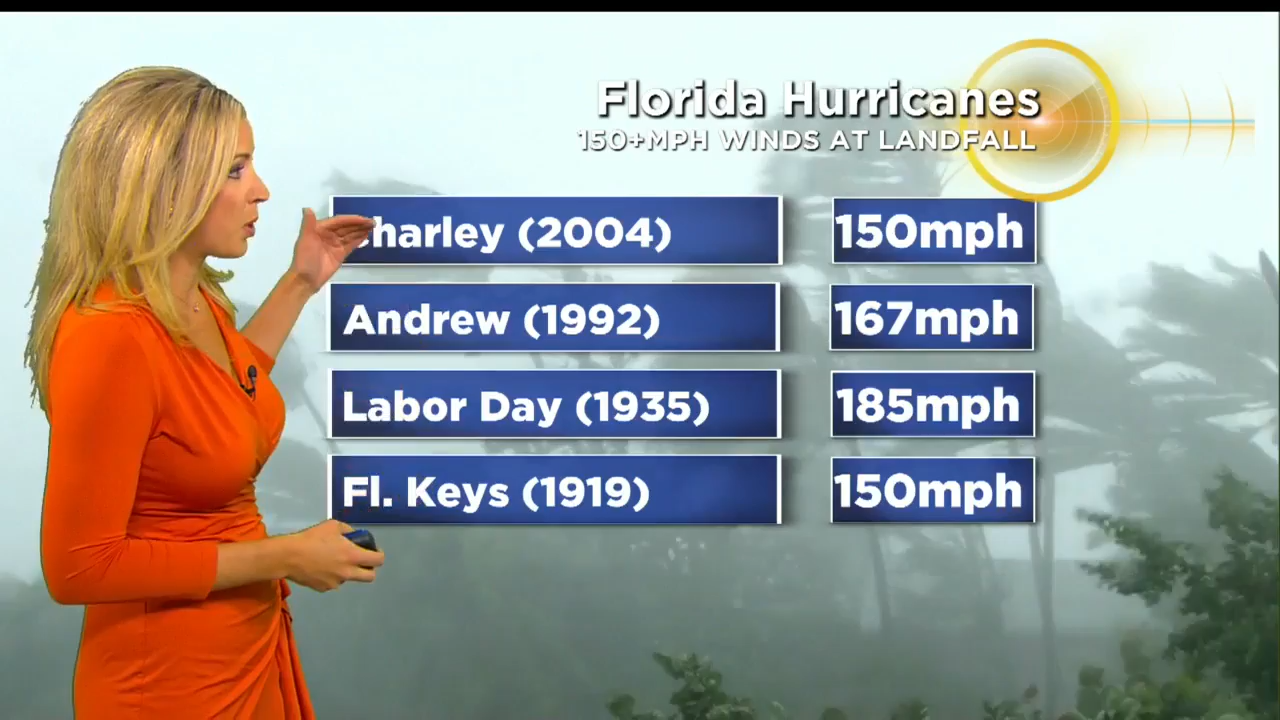 Florida Hurricanes
150+MPH WINDS AT LANDFALL
Charley (2004) 150mph
Andrew (1992) 167mph
Labor Day (1935) 185mph
Fl. Keys (1919) 150mph